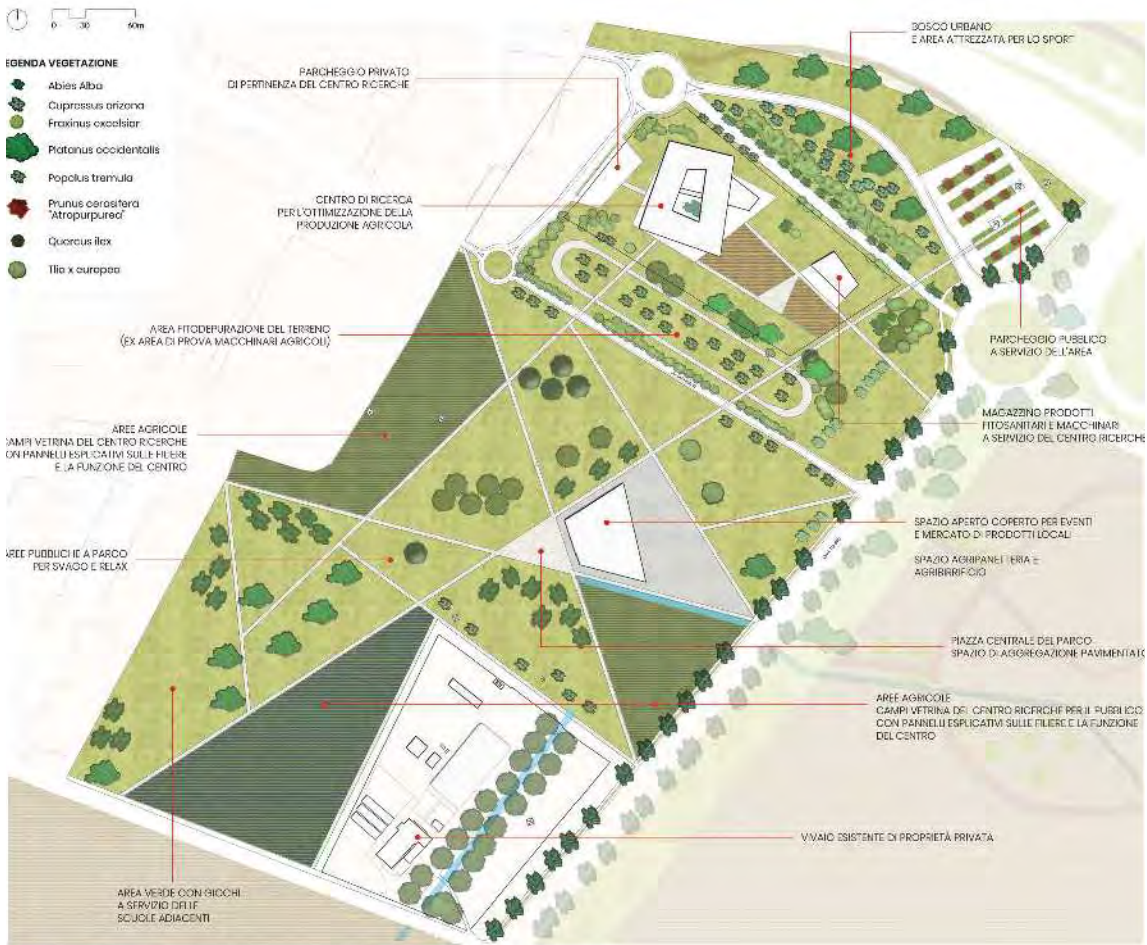 0 30 60m
EGENDA VEGETAZIONE
Abies Alba
Cupressus arizona
Fraxinus excelsior
Platanus occidentalis
Popolus tremula
Prunus cerasifera
"Atropurpurea"
Quercus ilex
Tlia x europea
PARCHEGGIO PRIVATO
DI PERTINENZA DEL CENTRO RICERCHE
CENTRO DI RICERCA
PER L'OTTIMIZZAZIONE DELLA
PRODUZIONE AGRICOLA
AREA FITODEPURAZIONE DEL TERRENO
(EX AREA DI PROVA MACCHINARI AGRICOLI)
AREE AGRICOLE
CAMPI VETRINA DEL CENTRO RICERCHE
CON PANNELLI ESPLICATIVI SULLE FILIERE
E LA FUNZIONE DEL CENTRO
AREE PUBBLICHE A PARCO
PER SVAGO E RELAX
AREA VERDE CON GIOCHI
A SERVIZIO DELLE
SCUOLE ADIACENTI
BOSCO URBANO
E AREA ATTREZZATA PER LO SPORT
PARCHEGGIO PUBBLICO
A SERVIZIO DELL'AREA
MAGAZZINO PRODOTTI
FITOSANITARI E MACCHINARI
A SERVIZIO DEL CENTRO RICERCHE
SPAZIO APERTO COPERTO PER EVENTI
E MERCATO DI PRODOTTI LOCALI
SPAZIO AGRIPANETTERIA E
AGRIBIRRIFICIO
PIAZZA CENTRALE DEL PARCO
SPAZIO DI AGGREGAZIONE PAVIMENTATO
AREE AGRICOLE
CAMPI VETRINA DEL CENTRO RICERCHE PER IL PUBBLICO
CON PANNELLI ESPLICATIVI SULLE FILIERE E LA FUNZIONE
DEL CENTRO
VIVAIO ESISTENTE DI PROPRIETÀ PRIVATA